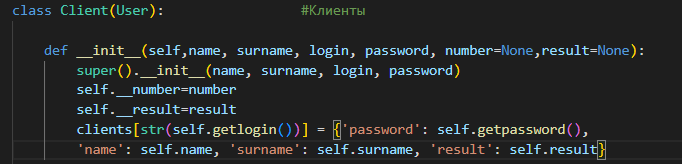 class Client(User):                 #Клиенты
    def __init__(self,name, surname, login, password, number=None,result=None):
        super().__init__(name, surname, login, password)
        self.__number=number
        self.__result=result
        clients[str(self.getlogin())] = {'password': self.getpassword(),
        'name': self.name, 'surname': self.surname, 'result': self.result}